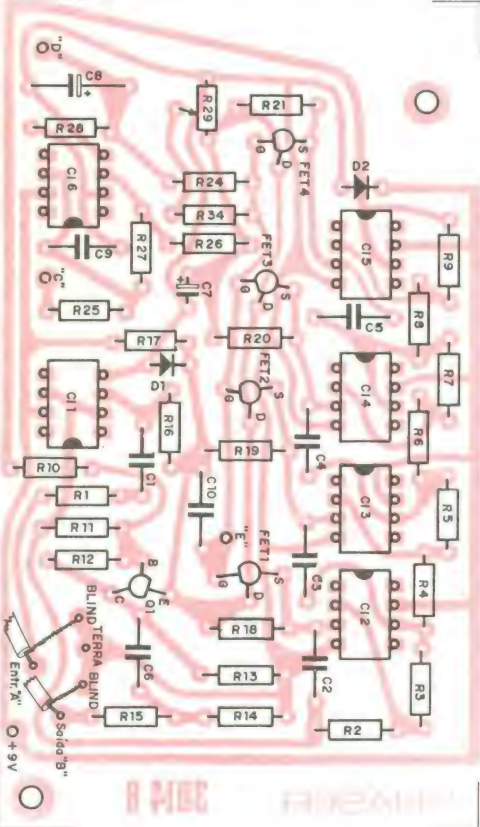 "D"
C8
R28
CI6
R29
R21
S
D
G
FET4
D2
R24
R34
R26
R27
C9
"C"
R25
C7
FET3
S
D
G
CI5
R9
C5
R8
R17
R20
D1
CI1
R16
FET2
S
D
G
CI4
R7
R6
R10
C1
R19
C4
R1
R11
R12
C10
"E"
FET1
S
D
G
CI3
R5
C3
B
C
E
Q1
CI2
R4
R18
C2
R3
BLIND
TERRA
BLIND
C6
R13
R15
R14
R2
Entr."A"
Saída"B"
+9V
3014 B